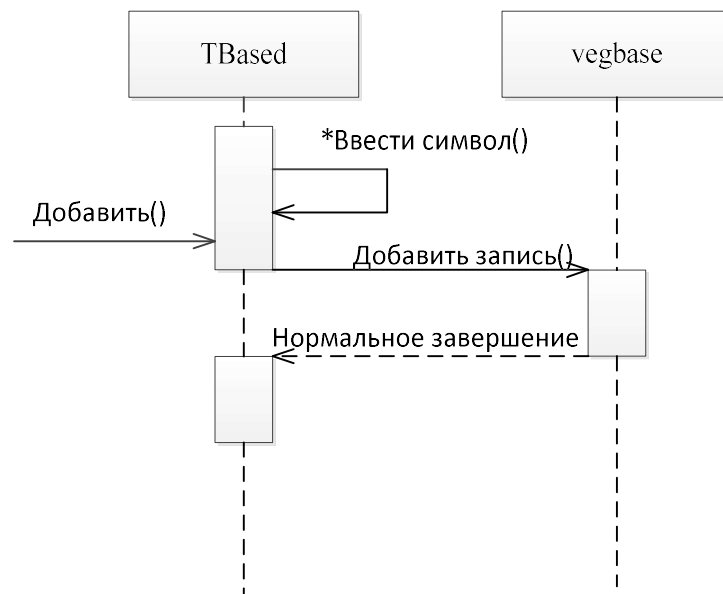 TBased
vegbase
*Ввести символ()
Добавить()
Добавить запись()
Нормальное завершение